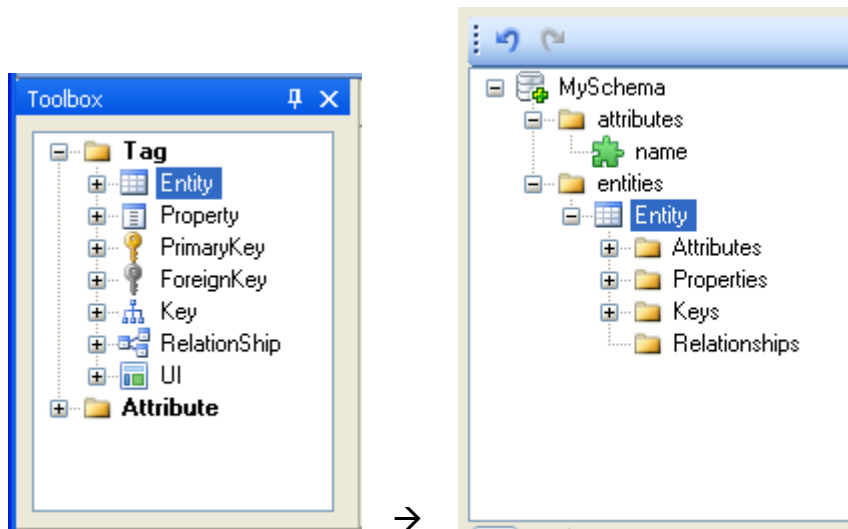 Toolbox
Tag
Entity
Property
PrimaryKey
ForeignKey
Key
RelationShip
UI
Attribute
→
MySchema
attributes
name
entities
Entity
Attributes
Properties
Keys
Relationships